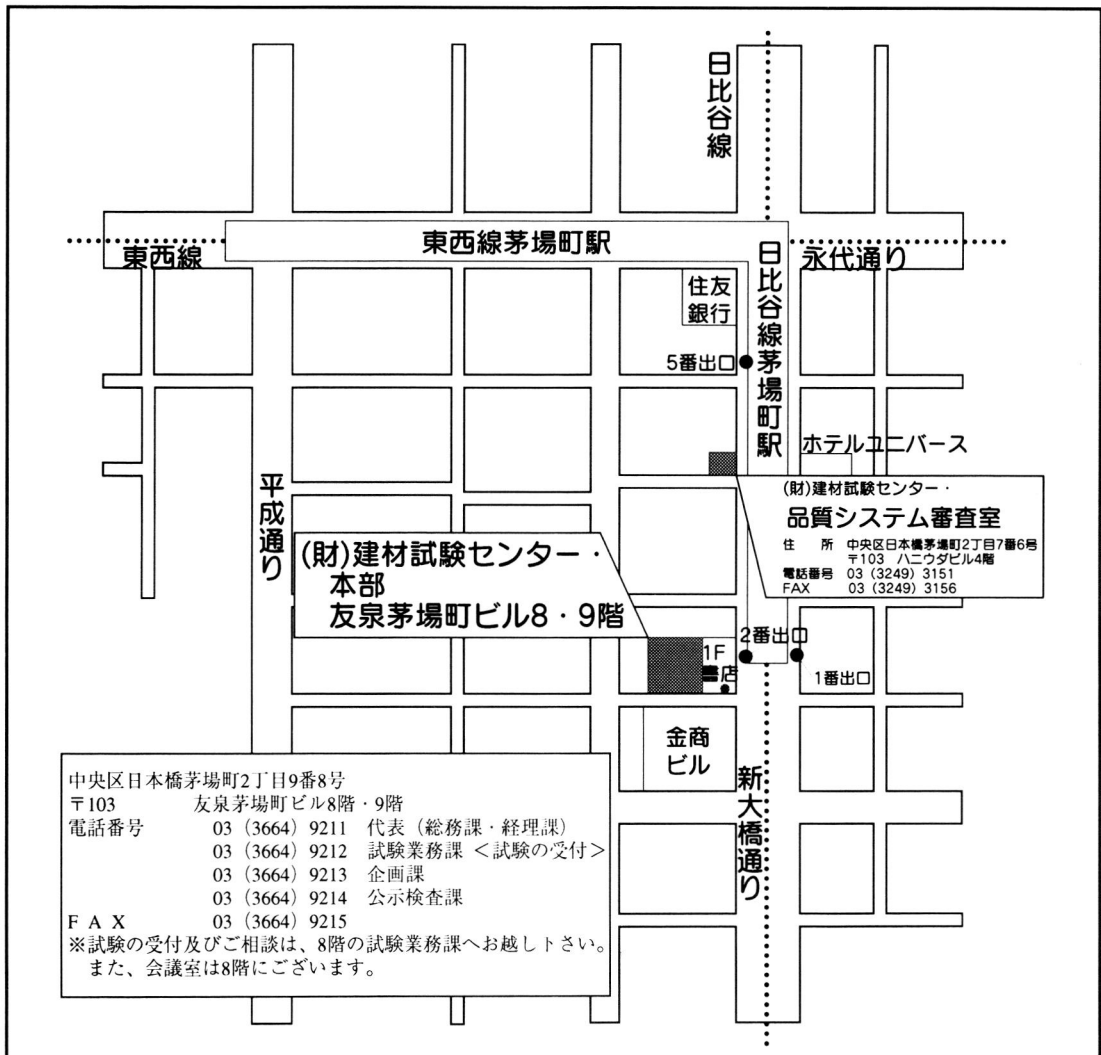 日比谷線
東西線茅場町駅
東西線
永代通り
日比谷線茅場町駅
住友
銀行
5番出口
ホテルユニバース
(財)建材試験センター・
品質システム審査室
住 所 中央区日本橋茅場町2丁目7番6号
〒103 ハニウダビル4階
電話番号 03 (3249) 3151
FAX 03 (3249) 3156
平成通り
(財)建材試験センター・
本部
友泉茅場町ビル8・9階
2番出口
1F
書店
1番出口
金商
ビル
新大橋通り
中央区日本橋茅場町2丁目9番8号
〒103 友泉茅場町ビル8階・9階
電話番号 03 (3664) 9211 代表 (総務課・経理課)
03 (3664) 9212 試験業務課 <試験の受付>
03 (3664) 9213 企画課
03 (3664) 9214 公示検査課
F A X 03 (3664) 9215
※試験の受付及びご相談は、8階の試験業務課へお越し下さい。
また、会議室は8階にございます。